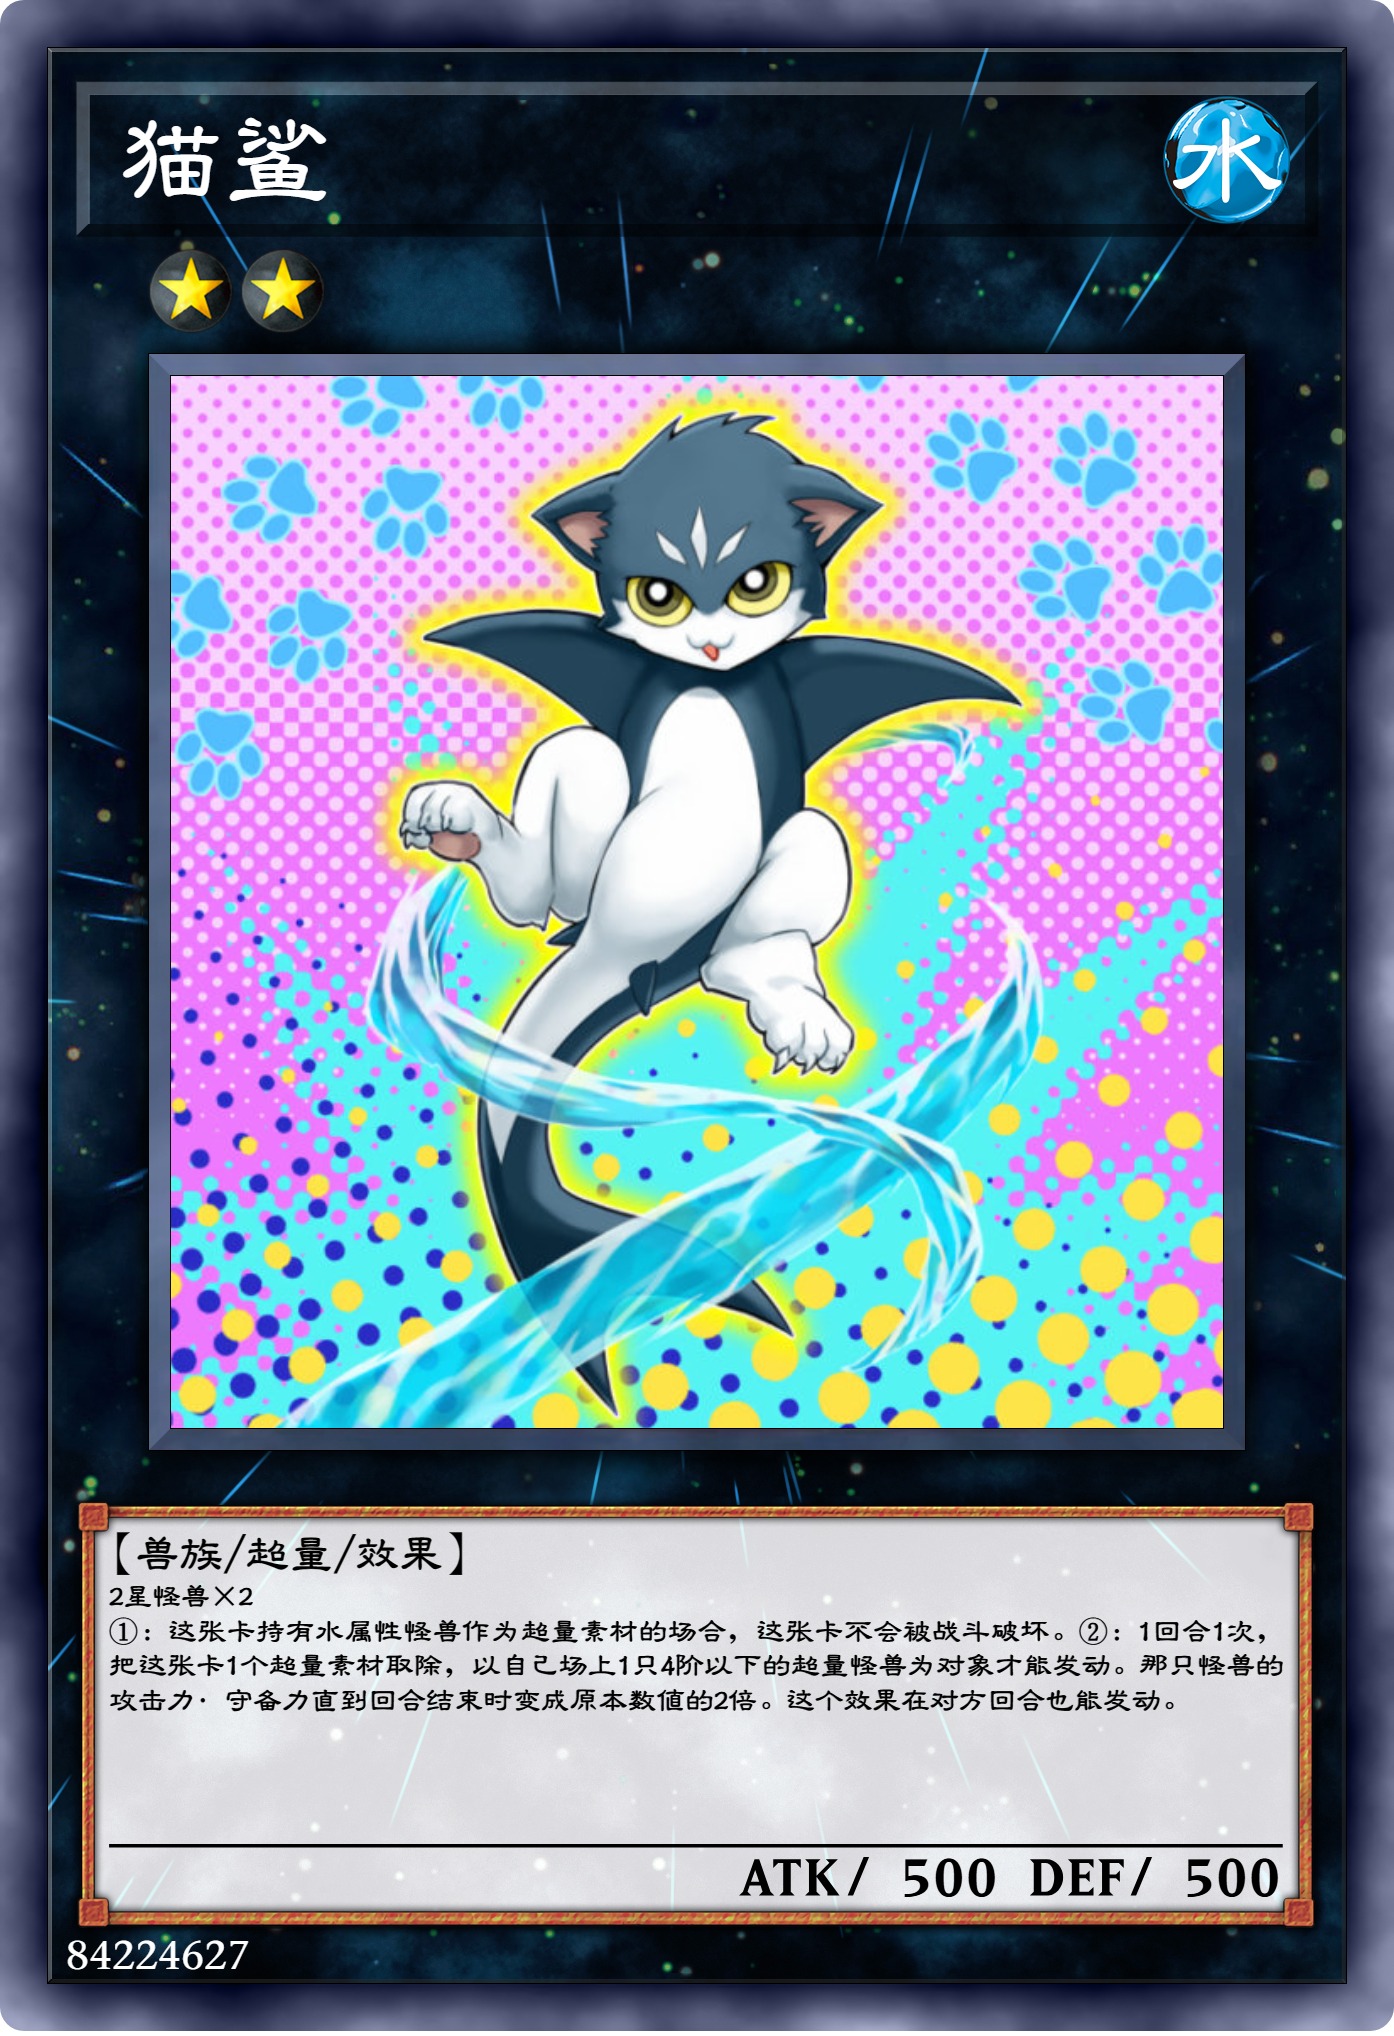 猫鲨
水
【兽族/超量/效果】
2星怪兽×2
①：这张卡持有水属性怪兽作为超量素材的场合，这张卡不会被战斗破坏。②：1回合1次，
把这张卡1个超量素材取除，以自己场上1只4阶以下的超量怪兽为对象才能发动。那只怪兽的
攻击力·守备力直到回合结束时变成原本数值的2倍。这个效果在对方回合也能发动。
ATK/ 500 DEF/ 500
84224627